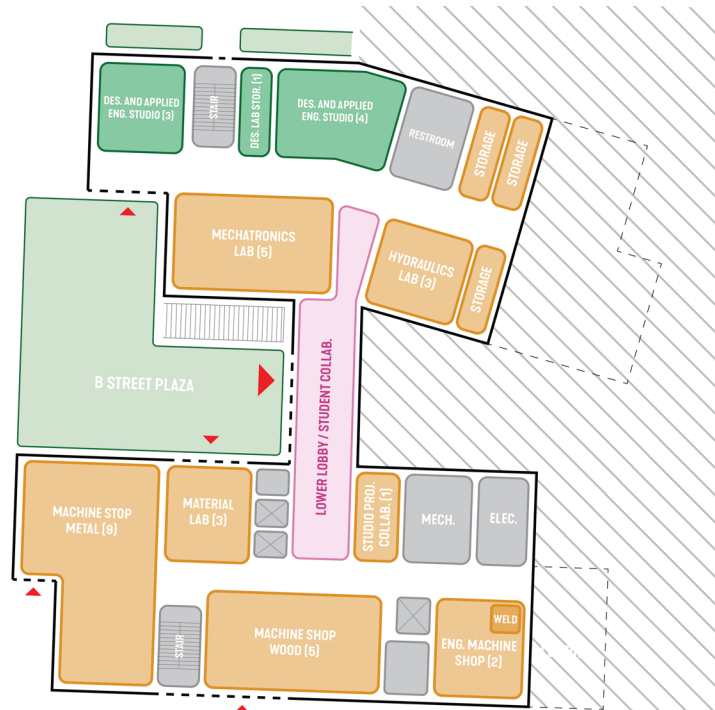 DES. AND APPLIED
ENG. STUDIO (3)
STAIR
DES. LAB STOR. (1)
DES. AND APPLIED
ENG. STUDIO (4)
RESTROOM
STORAGE
STORAGE
MECHATRONICS
LAB (5)
HYDRAULICS
LAB (3)
STORAGE
B STREET PLAZA
LOWER LOBBY / STUDENT COLLAB.
MACHINE STOP
METAL (9)
MATERIAL
LAB (3)
STUDIO PROJ.
COLLAB. (1)
MECH.
ELEC.
STAIR
MACHINE SHOP
WOOD (5)
WELD
ENG. MACHINE
SHOP (2)